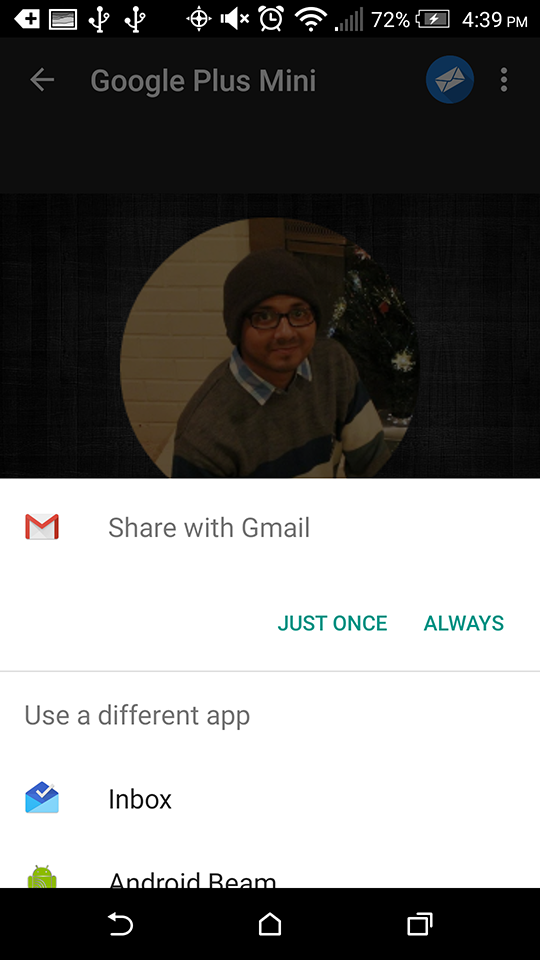 72% 4:39 PM
Google Plus Mini
Share with Gmail
JUST ONCE ALWAYS
Use a different app
Inbox
Android Beam